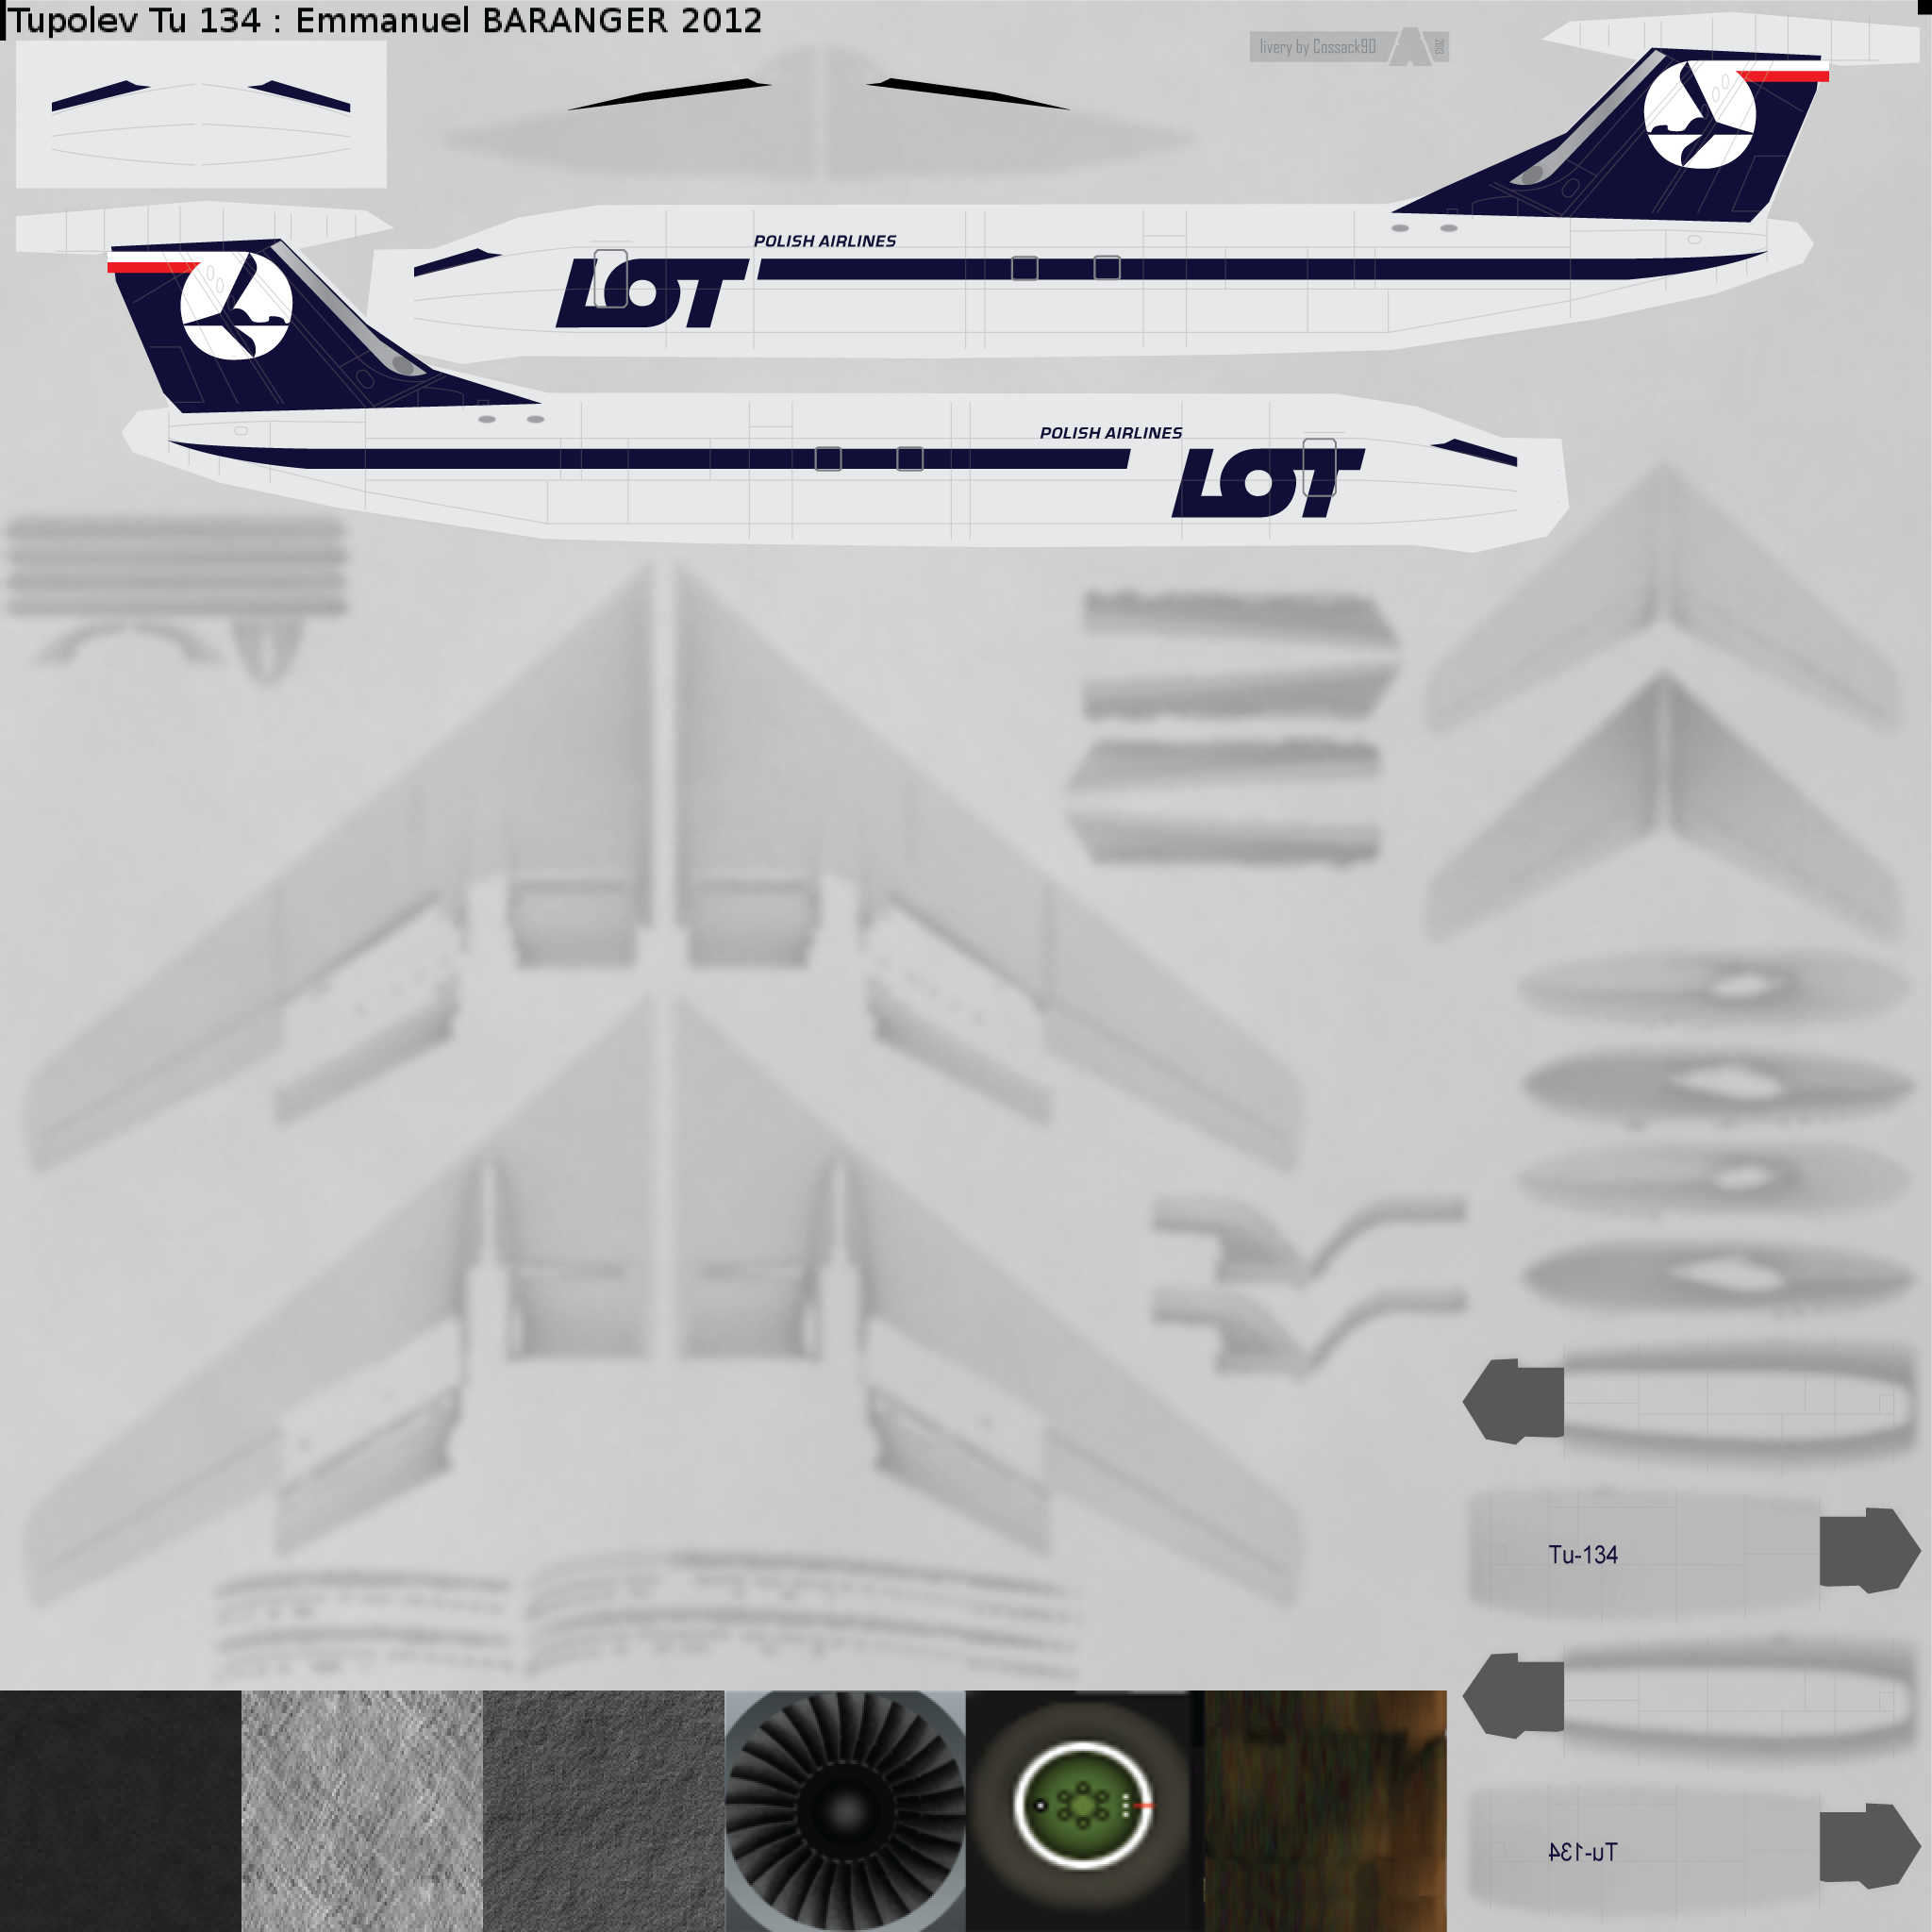 Tupolev Tu 134 : Emmanuel BARANGER 2012
livery by Cossack90
2013
POLISH AIRLINES
LOT
POLISH AIRLINES
LOT
Tu-134
Tu-134